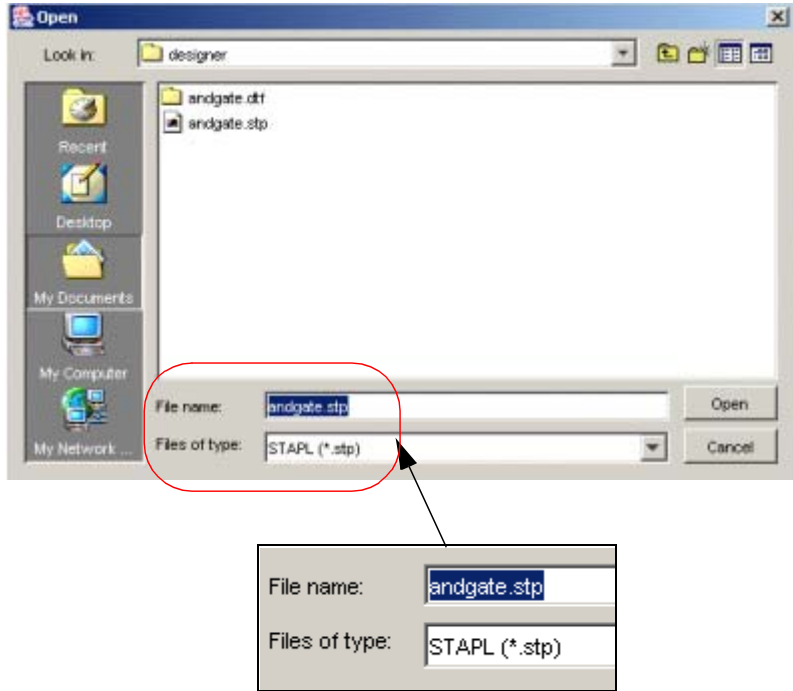 Open
Look in: designer
andgate.dtf
andgate.stp
Recent
Desktop
My Documents
My Computer
My Network ...
File name: andgate.stp Open
Files of type: STAPL (*.stp) Cancel
File name: andgate.stp
Files of type: STAPL (*.stp)